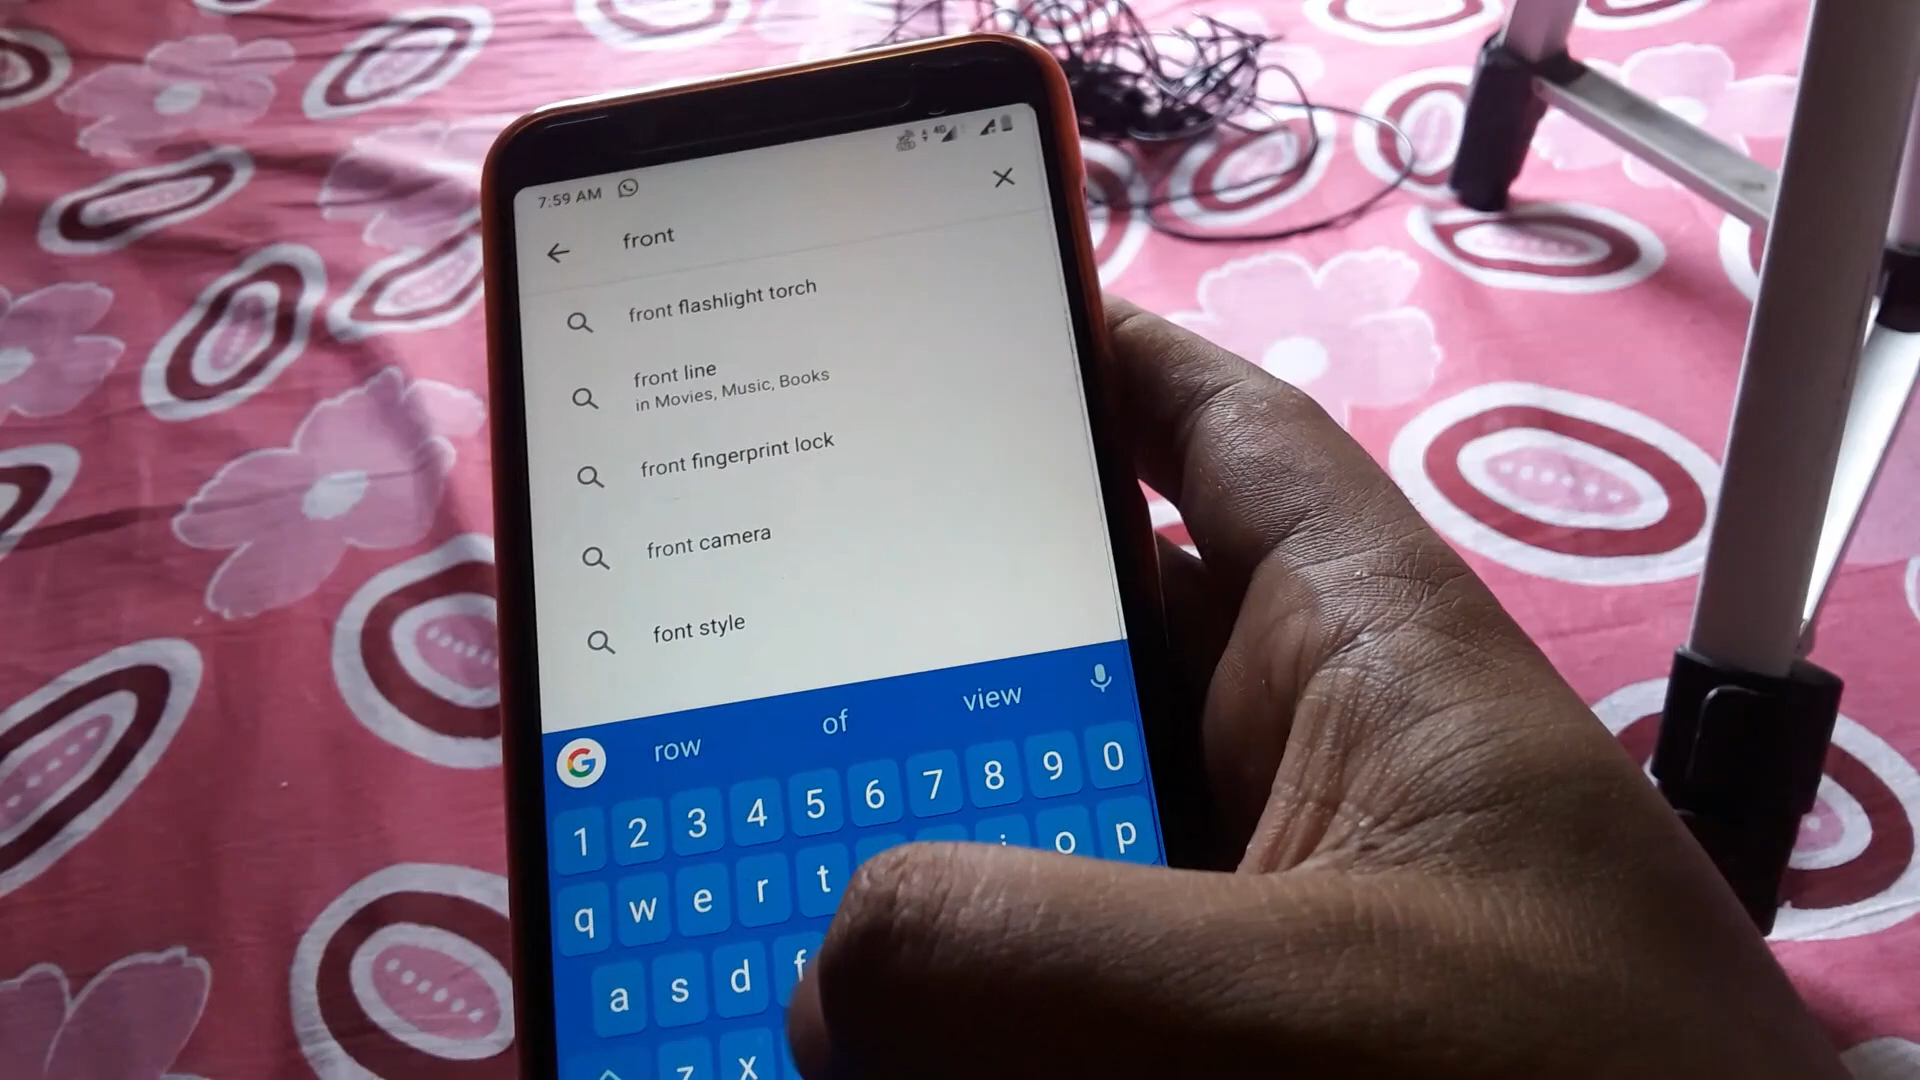 7:59 AM
4G
front
front flashlight torch
front line
in Movies, Music, Books
front fingerprint lock
front camera
font style
row of view
1 2 3 4 5 6 7 8 9 0
q w e r t o p
a s d f
z x